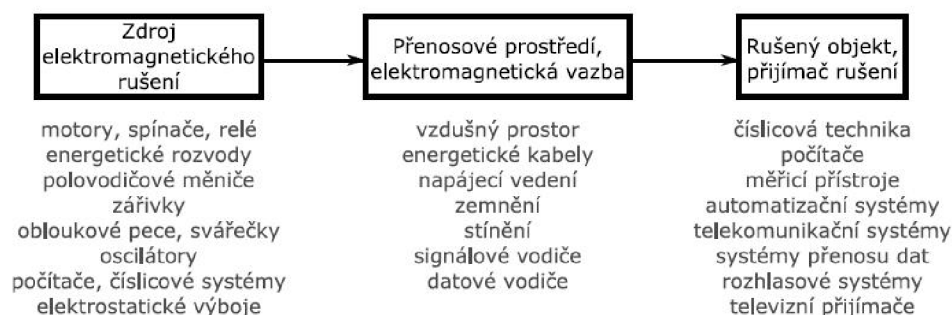 Zdroj
elektromagnetického
rušení
Přenosové prostředí,
elektromagnetická vazba
Rušený objekt,
přijímač rušení
motory, spínače, relé
energetické rozvody
polovodičové měniče
zářivky
obloukové pece, svářečky
oscilátory
počítače, číslicové systémy
elektrostatické výboje
vzdušný prostor
energetické kabely
napájecí vedení
zemnění
stínění
signálové vodiče
datové vodiče
číslicová technika
počítače
měřicí přístroje
automatizační systémy
telekomunikační systémy
systémy přenosu dat
rozhlasové systémy
televizní přijímače